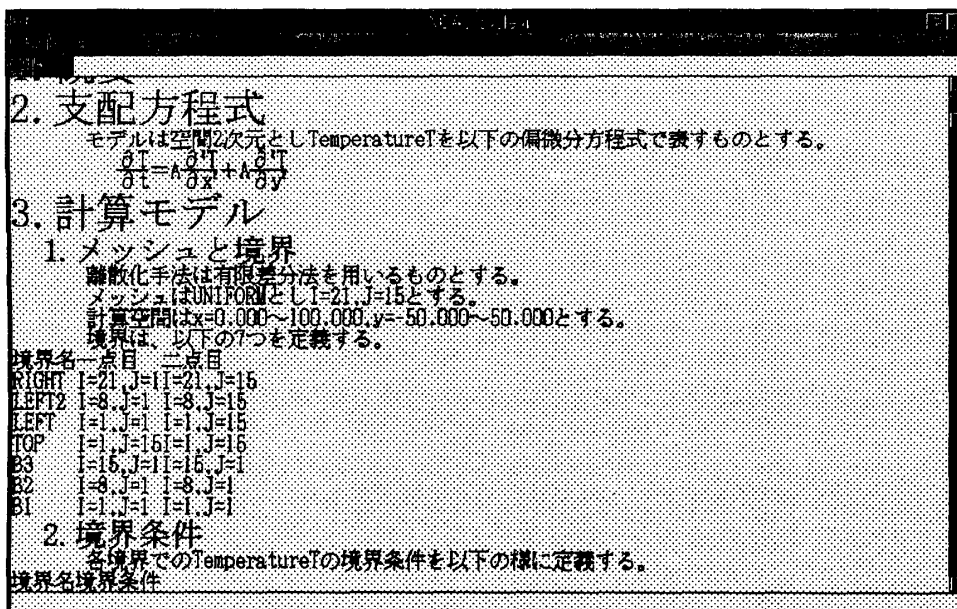 2. 支配方程式
モデルは空間2次元としTemperatureTを以下の偏微分方程式で表すものとする。
∂T/∂t=A∂²T/∂x²+A∂²T/∂y²
3. 計算モデル
1. メッシュと境界
離散化手法は有限差分法を用いるものとする。
メッシュはUNIFORMとしI=21,J=15とする。
計算空間はx=0.000~100.000,y=-50.000~50.000とする。
境界は、以下の7つを定義する。
境界名一点目 二点目
RIGHT I=21,J=1I=21,J=15
LEFT2 I=8,J=1 I=8,J=15
LEFT I=1,J=1 I=1,J=15
TOP I=1,J=15I=1,J=15
B3 I=15,J=1I=15,J=1
B2 I=8,J=1 I=8,J=1
B1 I=1,J=1 I=1,J=1
2. 境界条件
各境界でのTemperatureTの境界条件を以下の様に定義する。
境界名境界条件